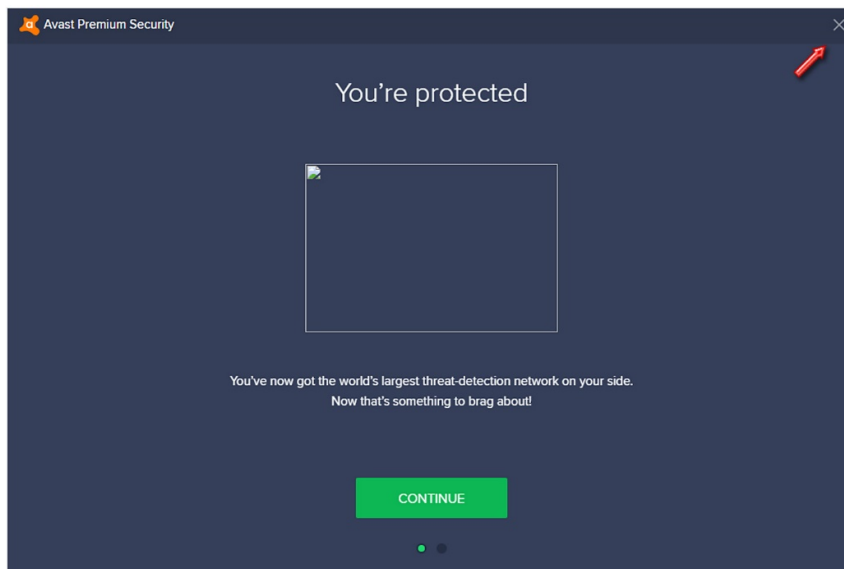 Avast Premium Security
You're protected
You've now got the world's largest threat-detection network on your side.
Now that's something to brag about!
CONTINUE